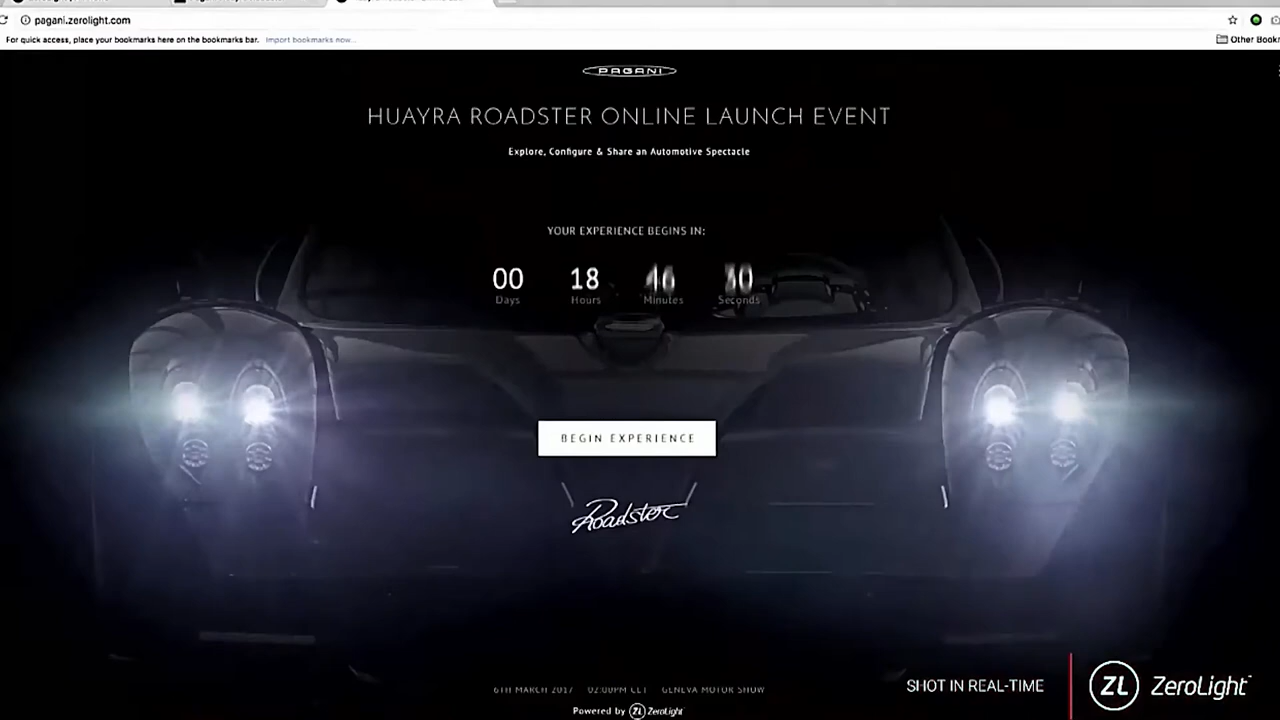 pagani.zerolight.com
For quick access, place your bookmarks here on the bookmarks bar. Import bookmarks now...
Other Bookm
PAGANI
HUAYRA ROADSTER ONLINE LAUNCH EVENT
Explore, Configure & Share an Automotive Spectacle
YOUR EXPERIENCE BEGINS IN:
00 18 46
Days Hours Minutes Seconds
BEGIN EXPERIENCE
Roadster
6TH MARCH 2017 02:00PM CET GENEVA MOTOR SHOW
Powered by ZL ZeroLight
SHOT IN REAL-TIME ZL ZeroLight